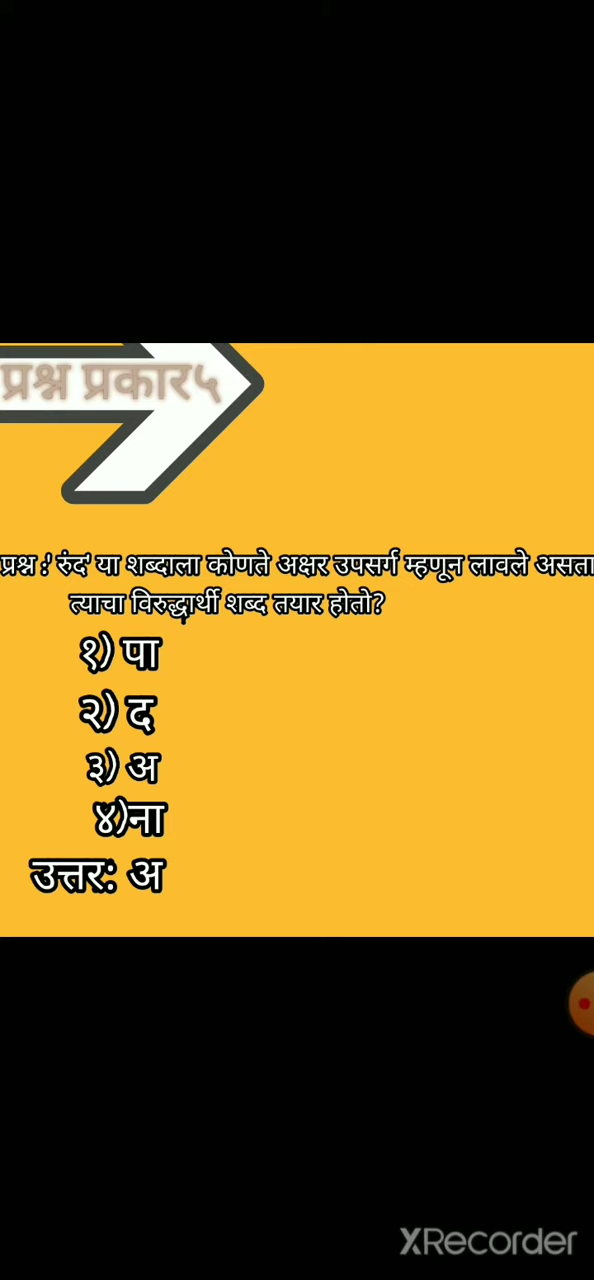 प्रश्न प्रकार५
प्रश्न :' रुंद' या शब्दाला कोणते अक्षर उपसर्ग म्हणून लावले असता
त्याचा विरुद्धार्थी शब्द तयार होतो?
१) पा
२) द
३) अ
४)ना
उत्तर: अ
XRecorder